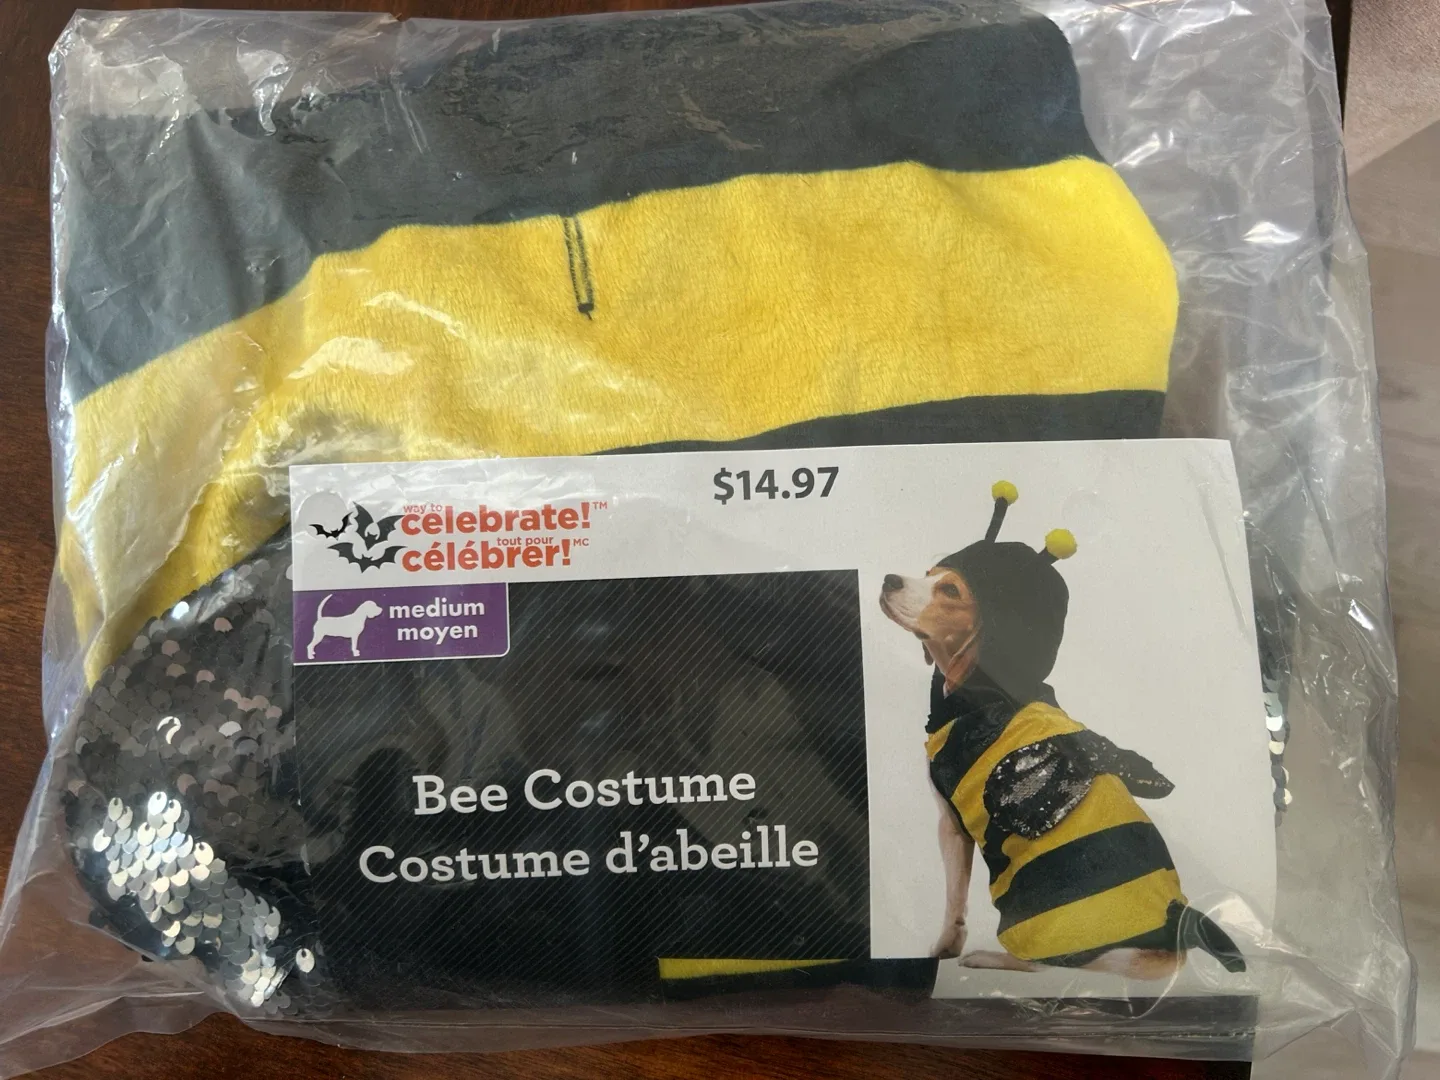 $14.97
way to
celebrate!™
tout pour
célébrer! MC
medium
moyen
Bee Costume
Costume d'abeille